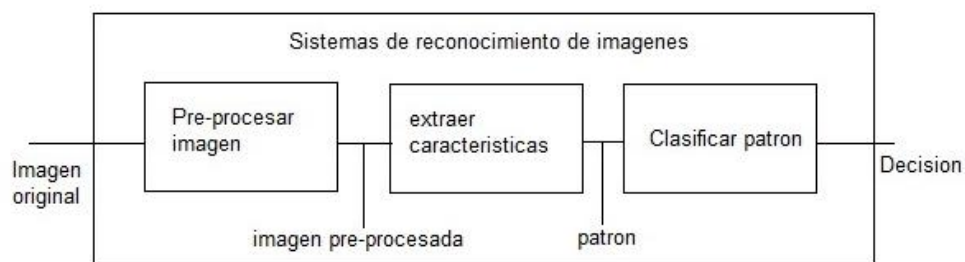 Sistemas de reconocimiento de imagenes
Pre-procesar
imagen
extraer
caracteristicas
Clasificar patron
Imagen
original
Decision
imagen pre-procesada
patron